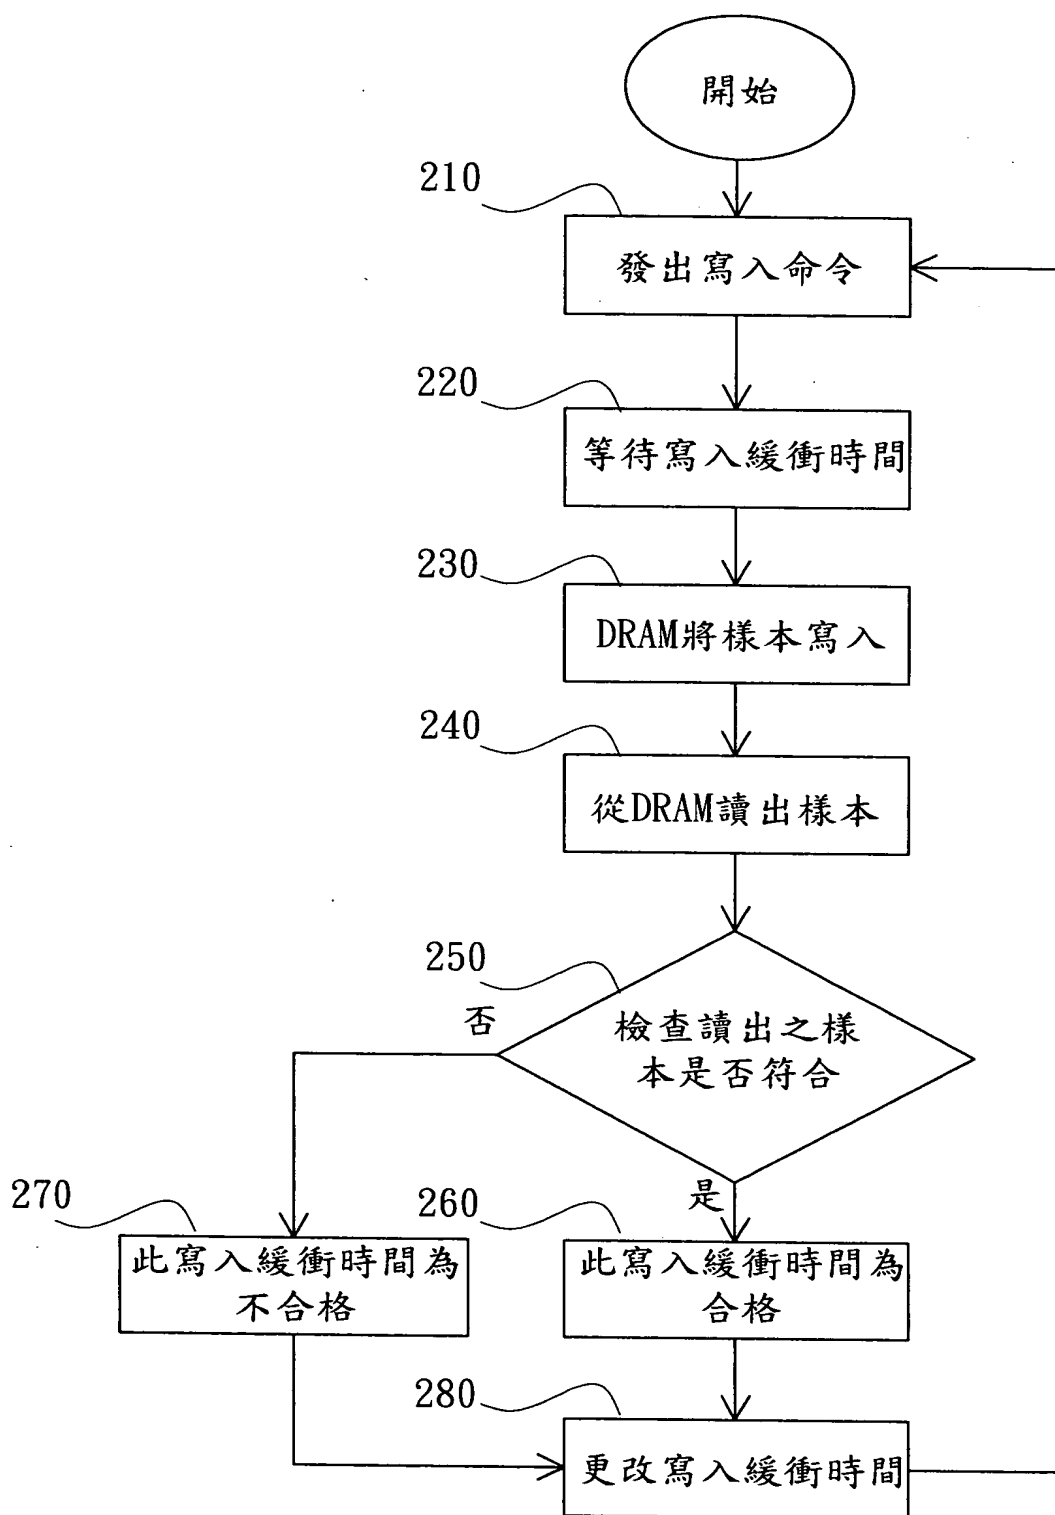 開始
210
發出寫入命令
220
等待寫入緩衝時間
230
DRAM將樣本寫入
240
從DRAM讀出樣本
250
否
檢查讀出之樣
本是否符合
是
270
此寫入緩衝時間為
不合格
260
此寫入緩衝時間為
合格
280
更改寫入緩衝時間